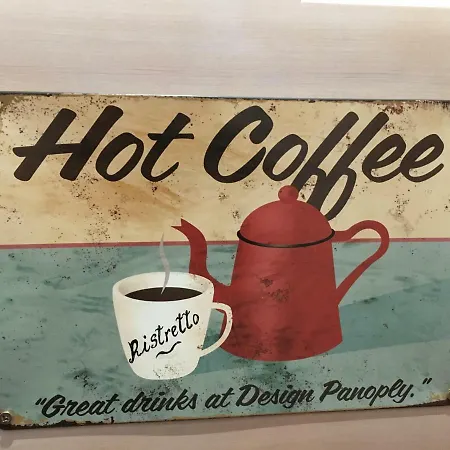 Hot Coffee
Ristretto
"Great drinks at Design Panoply."